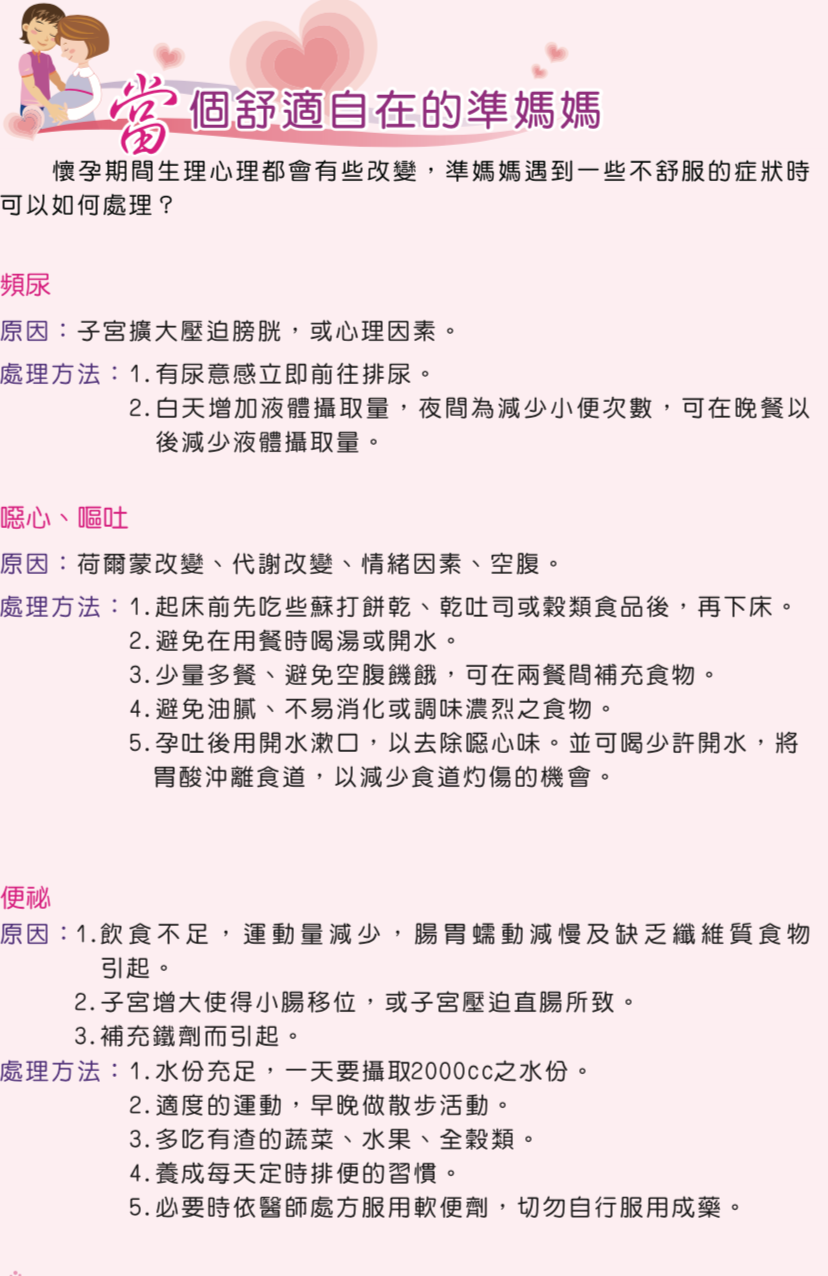 當個舒適自在的準媽媽
懷孕期間生理心理都會有些改變，準媽媽遇到一些不舒服的症狀時
可以如何處理？
頻尿
原因：子宮擴大壓迫膀胱，或心理因素。
處理方法：1.有尿意感立即前往排尿。
2.白天增加液體攝取量，夜間為減少小便次數，可在晚餐以
後減少液體攝取量。
噁心、嘔吐
原因：荷爾蒙改變、代謝改變、情緒因素、空腹。
處理方法：1.起床前先吃些蘇打餅乾、乾吐司或穀類食品後，再下床。
2.避免在用餐時喝湯或開水。
3.少量多餐、避免空腹饑餓，可在兩餐間補充食物。
4.避免油膩、不易消化或調味濃烈之食物。
5.孕吐後用開水漱口，以去除噁心味。並可喝少許開水，將
胃酸沖離食道，以減少食道灼傷的機會。
便祕
原因：1.飲食不足，運動量減少，腸胃蠕動減慢及缺乏纖維質食物
引起。
2.子宮增大使得小腸移位，或子宮壓迫直腸所致。
3.補充鐵劑而引起。
處理方法：1.水份充足，一天要攝取2000cc之水份。
2.適度的運動，早晚做散步活動。
3.多吃有渣的蔬菜、水果、全穀類。
4.養成每天定時排便的習慣。
5.必要時依醫師處方服用軟便劑，切勿自行服用成藥。